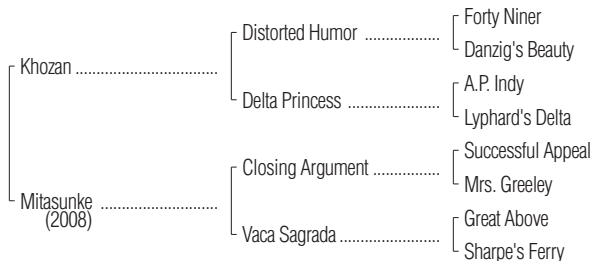 Forty Niner
Distorted Humor ..................
Danzig's Beauty
Khozan ..................................
A.P. Indy
Delta Princess ......................
Lyphard's Delta
Successful Appeal
Closing Argument ................
Mrs. Greeley
Mitasunke ............................
(2008)
Great Above
Vaca Sagrada ........................
Sharpe's Ferry